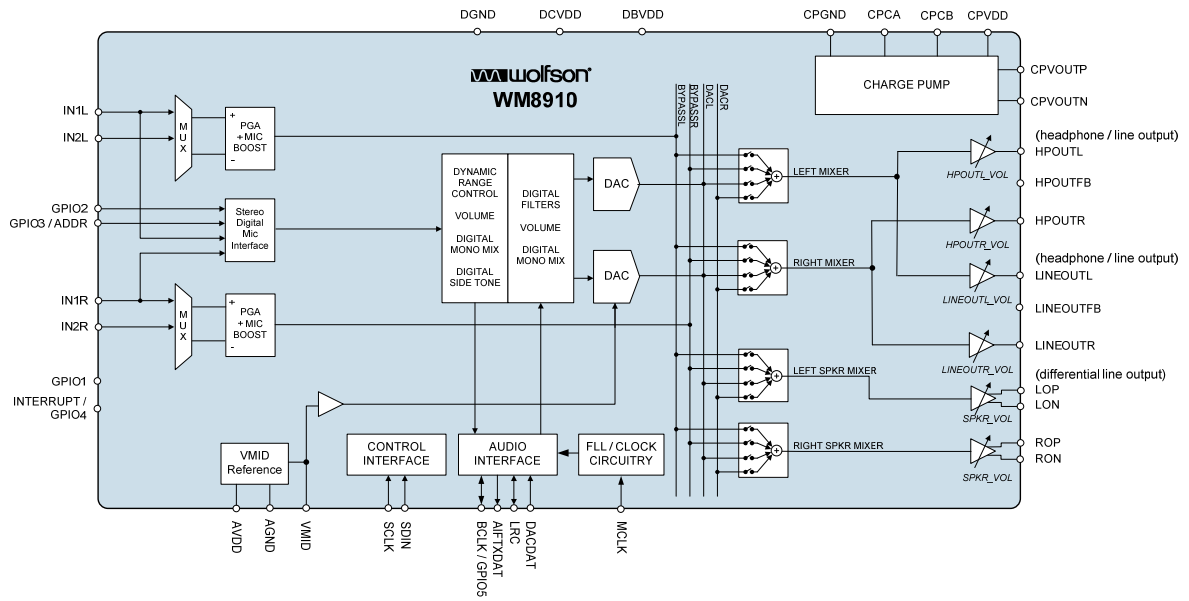 DGND
DCVDD
DBVDD
CPGND
CPCA
CPCB
CPVDD
wolfson
WM8910
CHARGE PUMP
CPVOUTP
CPVOUTN
IN1L
IN2L
MUX
+
-
PGA
+MIC
BOOST
BYPASSL
BYPASSR
DACL
DACR
(headphone / line output)
HPOUTL
HPOUTL_VOL
HPOUTFB
LEFT MIXER
DYNAMIC
RANGE
CONTROL
VOLUME
DIGITAL
MONO MIX
DIGITAL
SIDE TONE
DIGITAL
FILTERS
VOLUME
DIGITAL
MONO MIX
DAC
DAC
GPIO2
GPIO3 / ADDR
Stereo
Digital
Mic
Interface
HPOUTR
HPOUTR_VOL
RIGHT MIXER
(headphone / line output)
LINEOUTL
LINEOUTL_VOL
LINEOUTFB
IN1R
IN2R
MUX
+
-
PGA
+MIC
BOOST
LINEOUTR
LINEOUTR_VOL
LEFT SPKR MIXER
(differential line output)
LOP
LON
SPKR_VOL
GPIO1
INTERRUPT /
GPIO4
VMID
Reference
CONTROL
INTERFACE
AUDIO
INTERFACE
FLL / CLOCK
CIRCUITRY
RIGHT SPKR MIXER
ROP
RON
SPKR_VOL
AVDD
AGND
VMID
SCLK
SDIN
BCLK / GPIO5
AIFTXDAT
LRC
DACDAT
MCLK